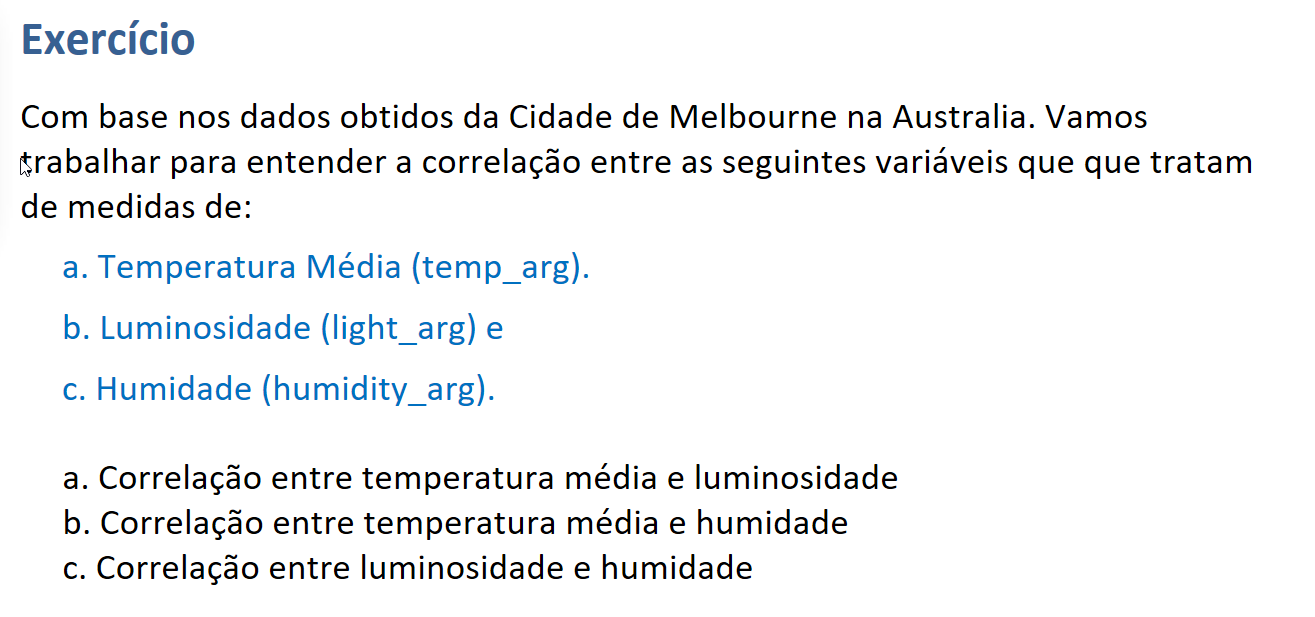 Exercício
Com base nos dados obtidos da Cidade de Melbourne na Australia. Vamos
trabalhar para entender a correlação entre as seguintes variáveis que que tratam
de medidas de:
a. Temperatura Média (temp_arg).
b. Luminosidade (light_arg) e
c. Humidade (humidity_arg).
a. Correlação entre temperatura média e luminosidade
b. Correlação entre temperatura média e humidade
c. Correlação entre luminosidade e humidade